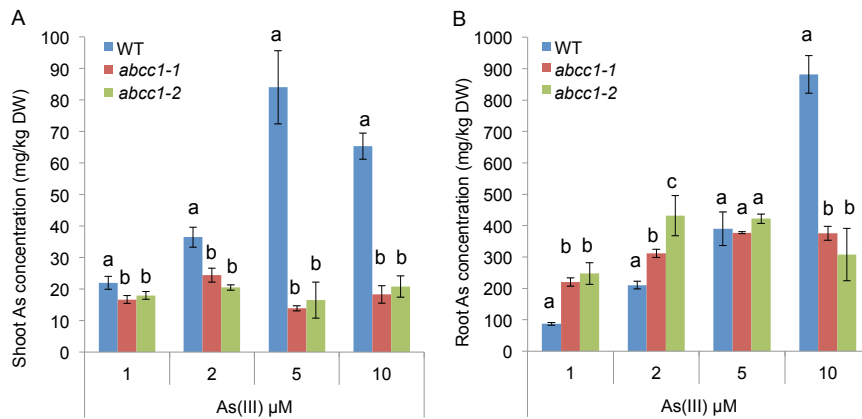 A
Shoot As concentration (mg/kg DW)
100
90
80
70
60
50
40
30
20
10
0
WT
abcc1-1
abcc1-2
a
b
b
a
b
b
a
b
b
a
b
b
1
2
5
10
As(III) µM
B
Root As concentration (mg/kg DW)
1000
900
800
700
600
500
400
300
200
100
0
WT
abcc1-1
abcc1-2
a
b
b
a
b
c
a
a
a
a
b
b
1
2
5
10
As(III) µM